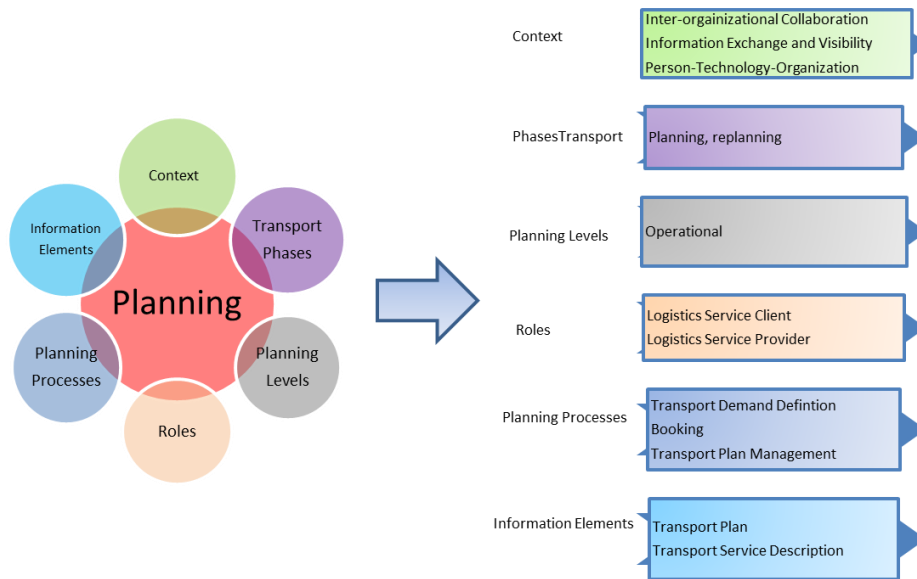 Context
Information
Elements
Transport
Phases
Planning
Planning
Processes
Planning
Levels
Roles
Context
Inter-orgainizational Collaboration
Information Exchange and Visibility
Person-Technology-Organization
PhasesTransport
Planning, replanning
Planning Levels
Operational
Roles
Logistics Service Client
Logistics Service Provider
Planning Processes
Transport Demand Defintion
Booking
Transport Plan Management
Information Elements
Transport Plan
Transport Service Description